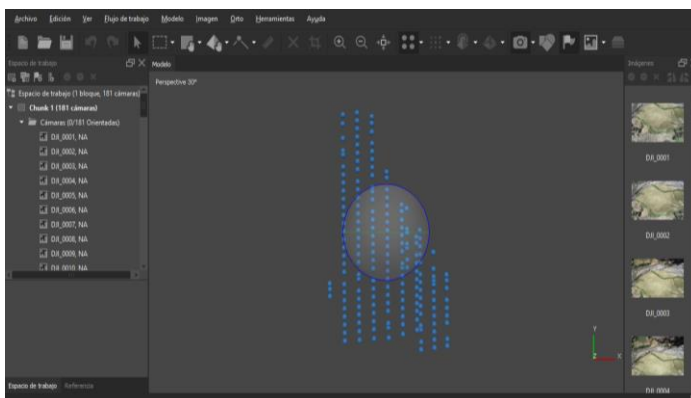 Archivo Edición Ver Flujo de trabajo Modelo Imagen Orto Herramientas Ayuda
Espacio de trabajo
Modelo
Imágenes
Perspective 30°
Espacio de trabajo (1 bloque, 181 cámaras)
Chunk 1 (181 cámaras)
Cámaras (0/181 Orientadas)
DJI_0001, NA
DJI_0002, NA
DJI_0003, NA
DJI_0004, NA
DJI_0005, NA
DJI_0006, NA
DJI_0007, NA
DJI_0008, NA
DJI_0009, NA
DJI_0010, NA
DJI_0001
DJI_0002
DJI_0003
DJI_0004
Y
X
Z
Espacio de trabajo Referencia